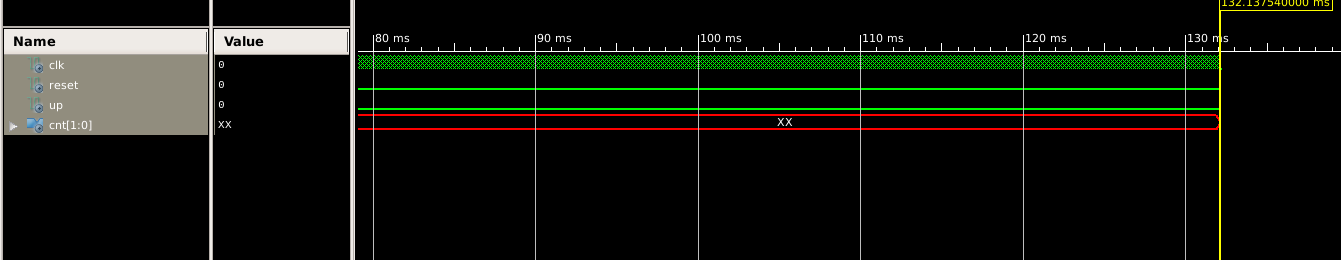 132.137540000 ms
Name Value
80 ms 90 ms 100 ms 110 ms 120 ms 130 ms
clk 0
reset 0
up 0
cnt[1:0] XX XX